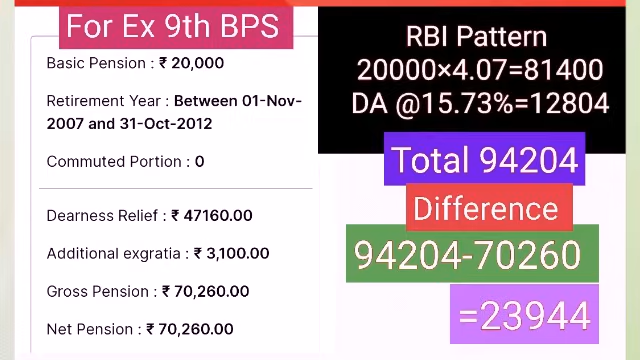 For Ex 9th BPS
Basic Pension : ₹ 20,000
Retirement Year : Between 01-Nov-
2007 and 31-Oct-2012
Commuted Portion : 0
Dearness Relief : ₹ 47160.00
Additional exgratia : ₹ 3,100.00
Gross Pension : ₹ 70,260.00
Net Pension : ₹ 70,260.00
RBI Pattern
20000×4.07=81400
DA @15.73%=12804
Total 94204
Difference
94204-70260
=23944